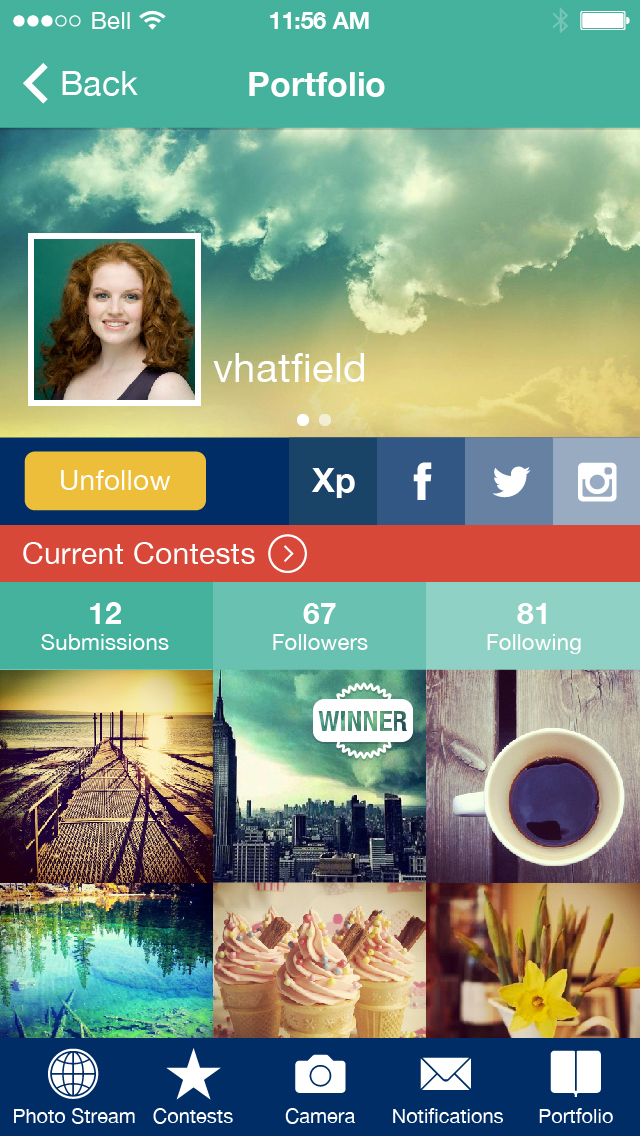 Bell 11:56 AM
Back Portfolio
vhatfield
Unfollow Xp f
Current Contests
12 67 81
Submissions Followers Following
WINNER
Photo Stream Contests Camera Notifications Portfolio